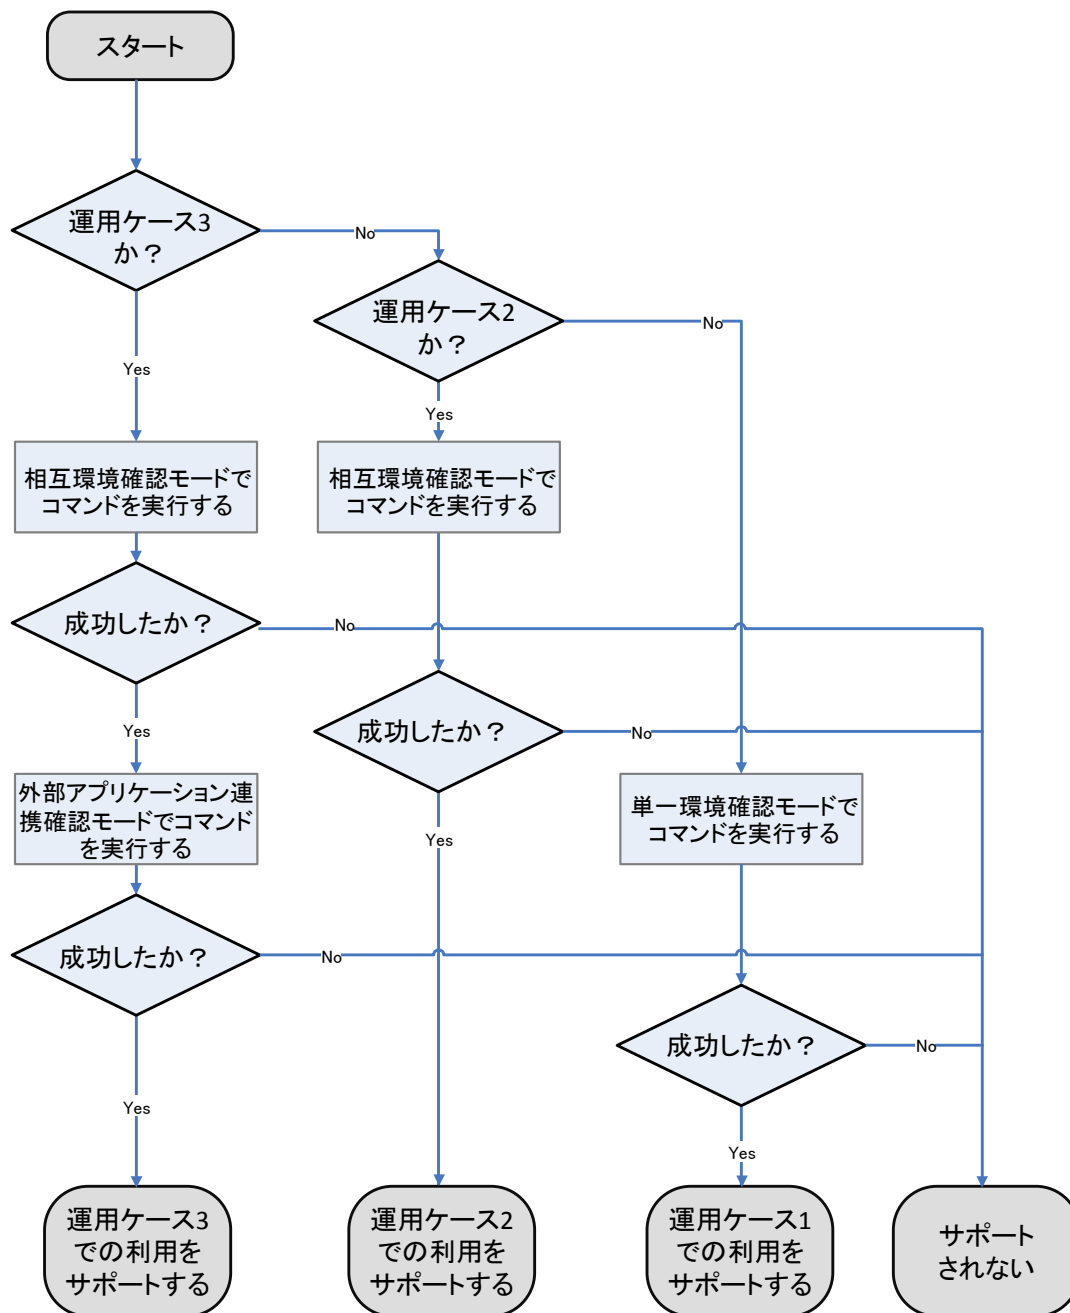 スタート
運用ケース3
か？
No
運用ケース2
か？
No
Yes
Yes
相互環境確認モードで
コマンドを実行する
相互環境確認モードで
コマンドを実行する
成功したか？
No
成功したか？
No
Yes
外部アプリケーション連
携確認モードでコマンド
を実行する
単一環境確認モードで
コマンドを実行する
Yes
成功したか？
No
成功したか？
No
Yes
Yes
運用ケース3
での利用を
サポートする
運用ケース2
での利用を
サポートする
運用ケース1
での利用を
サポートする
サポート
されない